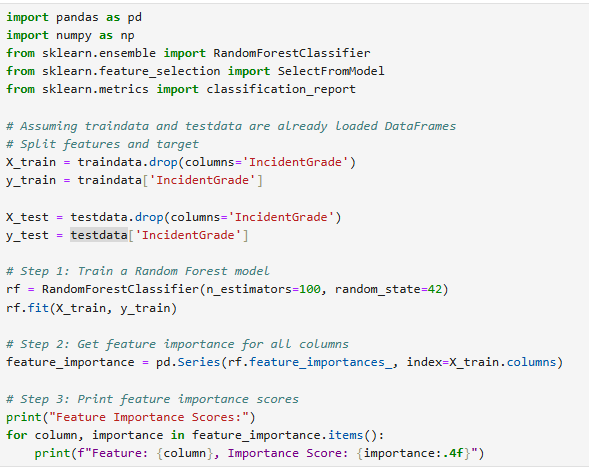 import pandas as pd
import numpy as np
from sklearn.ensemble import RandomForestClassifier
from sklearn.feature_selection import SelectFromModel
from sklearn.metrics import classification_report
# Assuming traindata and testdata are already loaded DataFrames
# Split features and target
X_train = traindata.drop(columns='IncidentGrade')
y_train = traindata['IncidentGrade']
X_test = testdata.drop(columns='IncidentGrade')
y_test = testdata['IncidentGrade']
# Step 1: Train a Random Forest model
rf = RandomForestClassifier(n_estimators=100, random_state=42)
rf.fit(X_train, y_train)
# Step 2: Get feature importance for all columns
feature_importance = pd.Series(rf.feature_importances_, index=X_train.columns)
# Step 3: Print feature importance scores
print("Feature Importance Scores:")
for column, importance in feature_importance.items():
    print(f"Feature: {column}, Importance Score: {importance:.4f}")